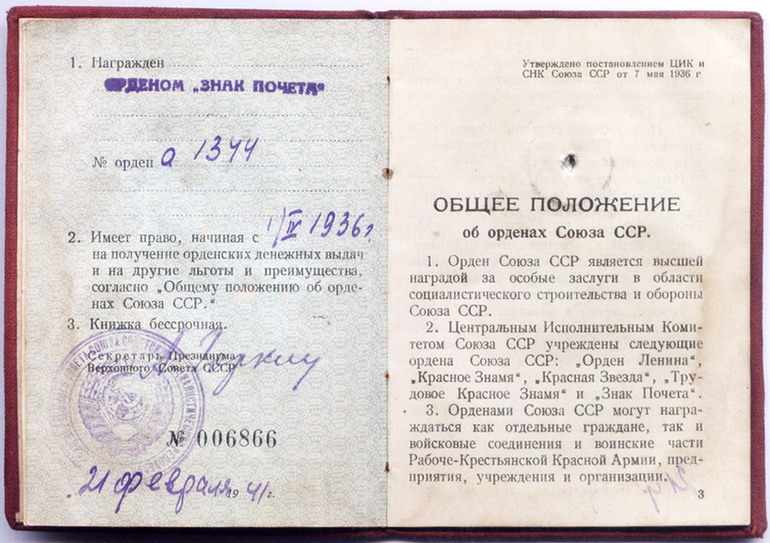 1. Награжден
ОРДЕНОМ „ЗНАК ПОЧЕТА“
№ орден а 1344
2. Имеет право, начиная с 1/IV 1936 г.
на получение орденских денежных выдач
и на другие льготы и преимущества,
согласно „Общему положению об орде-
нах Союза ССР.“
3. Книжка бессрочная.
Секретарь Президиума
Верховного Совета СССР
№ 006866
„21 февраля 1941 г.
Утверждено постановлением ЦИК и
СНК Союза ССР от 7 мая 1936 г
ОБЩЕЕ ПОЛОЖЕНИЕ
об орденах Союза ССР.
1. Орден Союза ССР является высшей
наградой за особые заслуги в области
социалистического строительства и обороны
Союза ССР.
2. Центральным Исполнительным Коми-
тетом Союза ССР учреждены следующие
ордена Союза ССР: „Орден Ленина“,
„Красное Знамя“, „Красная Звезда“, „Тру-
довое Красное Знамя“ и „Знак Почета“.
3. Орденами Союза ССР могут награ-
ждаться как отдельные граждане, так и
войсковые соединения и воинские части
Рабоче-Крестьянской Красной Армии, пред-
приятия, учреждения и организации.
3